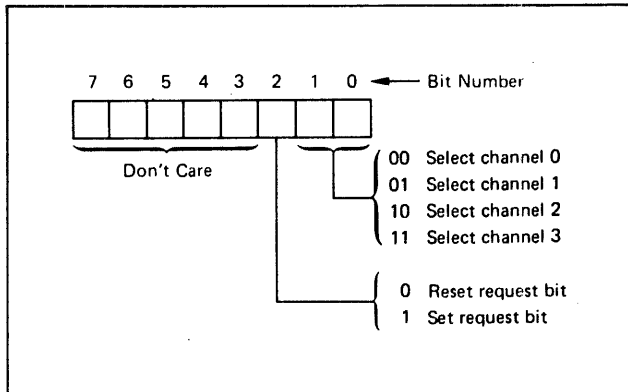 7 6 5 4 3 2 1 0 Bit Number
Don't Care
00 Select channel 0
01 Select channel 1
10 Select channel 2
11 Select channel 3
0 Reset request bit
1 Set request bit